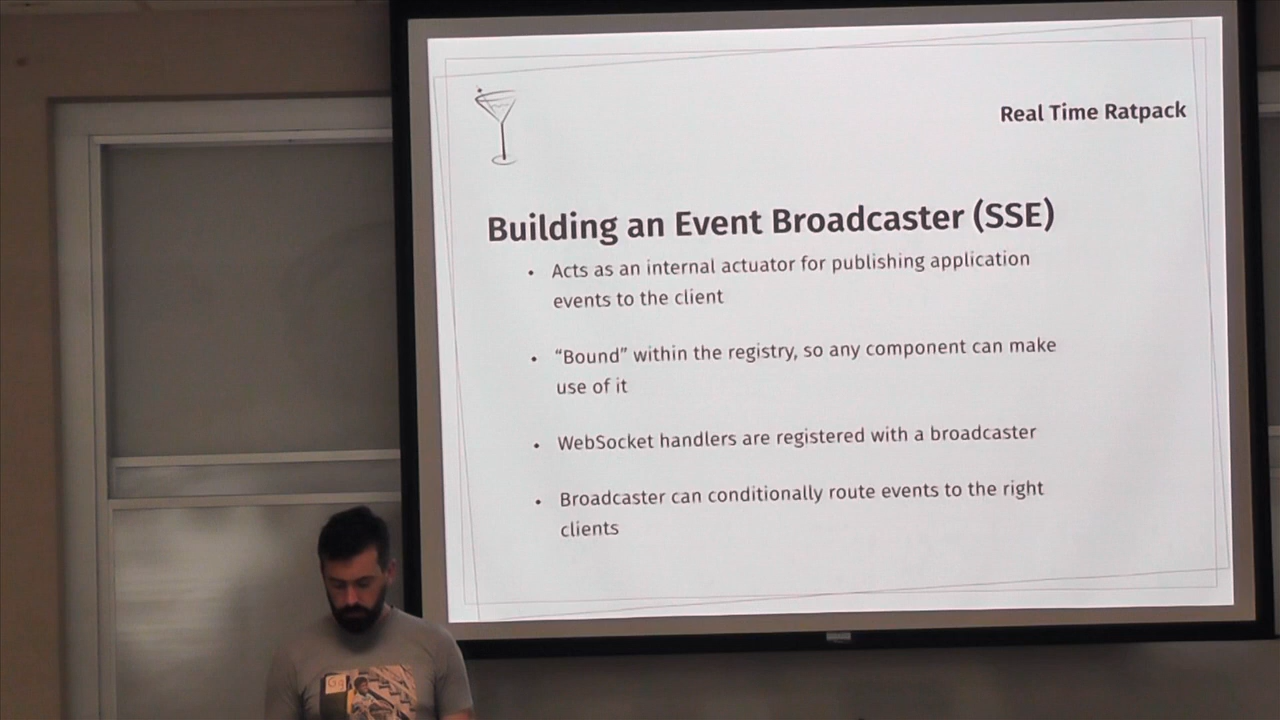 Real Time Ratpack
Building an Event Broadcaster (SSE)
• Acts as an internal actuator for publishing application
events to the client
• “Bound” within the registry, so any component can make
use of it
• WebSocket handlers are registered with a broadcaster
• Broadcaster can conditionally route events to the right
clients
Gg